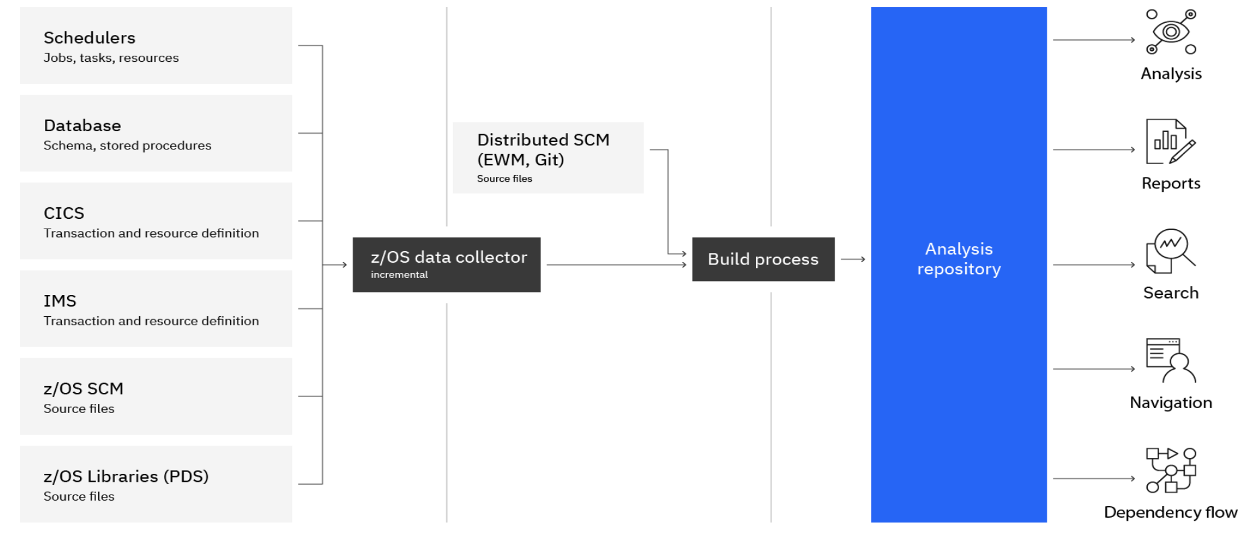 Schedulers
Jobs, tasks, resources
Database
Schema, stored procedures
CICS
Transaction and resource definition
IMS
Transaction and resource definition
z/OS SCM
Source files
z/OS Libraries (PDS)
Source files
z/OS data collector
incremental
Distributed SCM
(EWM, Git)
Source files
Build process
Analysis
repository
Analysis
Reports
Search
Navigation
Dependency flow